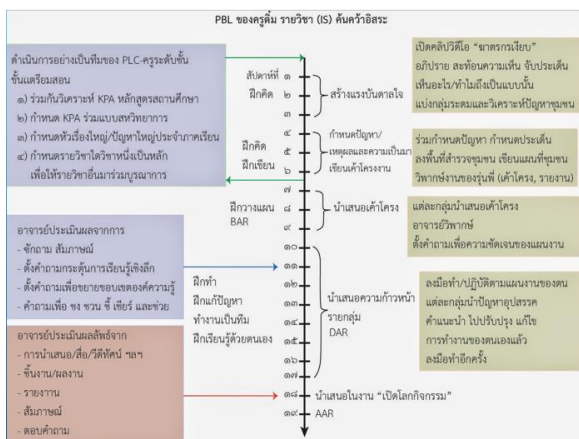 PBL ของครูติ๋ม รายวิชา (IS) ค้นคว้าอิสระ
ดำเนินการอย่างเป็นทีมของ PLC-ครูระดับชั้น
ขั้นเตรียมสอน
๑) ร่วมกันวิเคราะห์ KPA หลักสูตรสถานศึกษา
๒) กำหนด KPA ร่วมแบบสหวิทยาการ
๓) กำหนดหัวเรื่องใหญ่/ปัญหาใหญ่ประจำภาคเรียน
๔) กำหนดรายวิชาใดวิชาหนึ่งเป็นหลัก
เพื่อให้รายวิชาอื่นมาร่วมบูรณาการ
อาจารย์ประเมินผลจากการ
- ซักถาม สัมภาษณ์
- ตั้งคำถามกระตุ้นการเรียนรู้เชิงลึก
- ตั้งคำถามเพื่อขยายขอบเขตองค์ความรู้
- คำถามเพื่อ ชง ชวน ชี้ เชียร์ และช่วย
อาจารย์ประเมินผลลัพธ์จาก
- การนำเสนอ/สื่อ/วีดิทัศน์ ฯลฯ
- ชิ้นงาน/ผลงาน
- รายงาาน
- สัมภาษณ์
- ตอบคำถาม
สัปดาห์ที่
ฝึกคิด
ฝึกคิด
ฝึกเขียน
ฝึกวางแผน
BAR
ฝึกทำ
ฝึกแก้ปัญหา
ทำงานเป็นทีม
ฝึกเรียนรู้ด้วยตนเอง
๑
๒
๓
๔
๕
๖
๗
๘
๙
๑๐
๑๑
๑๒
๑๓
๑๔
๑๕
๑๖
๑๗
๑๘
๑๙
สร้างแรงบันดาลใจ
กำหนดปัญหา/
เหตุผลและความเป็นมา
เขียนเค้าโครงงาน
นำเสนอเค้าโครง
นำเสนอความก้าวหน้า
รายกลุ่ม
DAR
นำเสนอในงาน “เปิดโลกกิจกรรม”
AAR
เปิดคลิปวิดีโอ “ฆาตรกรเงียบ”
อภิปราย สะท้อนความเห็น จับประเด็น
เห็นอะไร/ทำไมถึงเป็นแบบนั้น
แบ่งกลุ่มระดมและวิเคราะห์ปัญหาชุมชน
ร่วมกำหนดปัญหา กำหนดประเด็น
ลงพื้นที่สำรวจชุมชน เขียนแผนที่ชุมชน
วิพากษ์งานของรุ่นพี่ (เค้าโครง, รายงาน)
แต่ละกลุ่มนำเสนอเค้าโครง
อาจารย์วิพากษ์
ตั้งคำถามเพื่อความชัดเจนของแผนงาน
ลงมือทำ/ปฏิบัติตามแผนงานของตน
แต่ละกลุ่มนำปัญหาอุปสรรค
คำแนะนำ ไปปรับปรุง แก้ไข
การทำงานของตนเองแล้ว
ลงมือทำอีกครั้ง